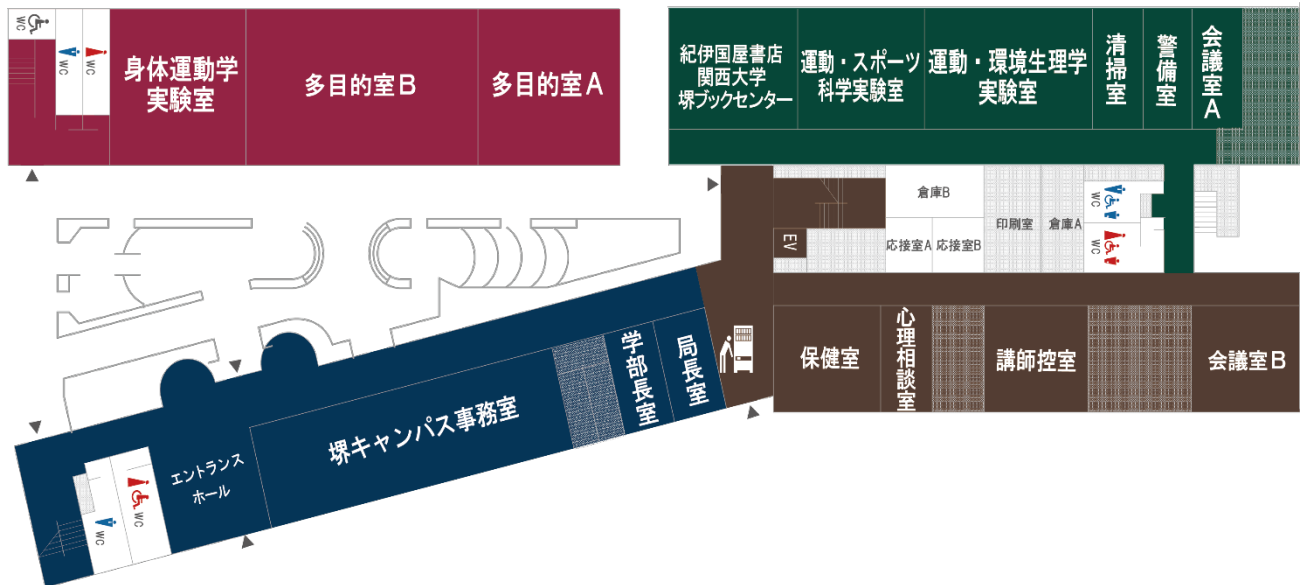 WC
WC
WC
身体運動学
実験室
多目的室B
多目的室A
紀伊国屋書店
関西大学
堺ブックセンター
運動・スポーツ
科学実験室
運動・環境生理学
実験室
清掃室
警備室
会議室A
倉庫B
応接室A
応接室B
印刷室
倉庫A
WC
WC
EV
保健室
心理相談室
講師控室
会議室B
局長室
学部長室
堺キャンパス事務室
エントランス
ホール
WC
WC